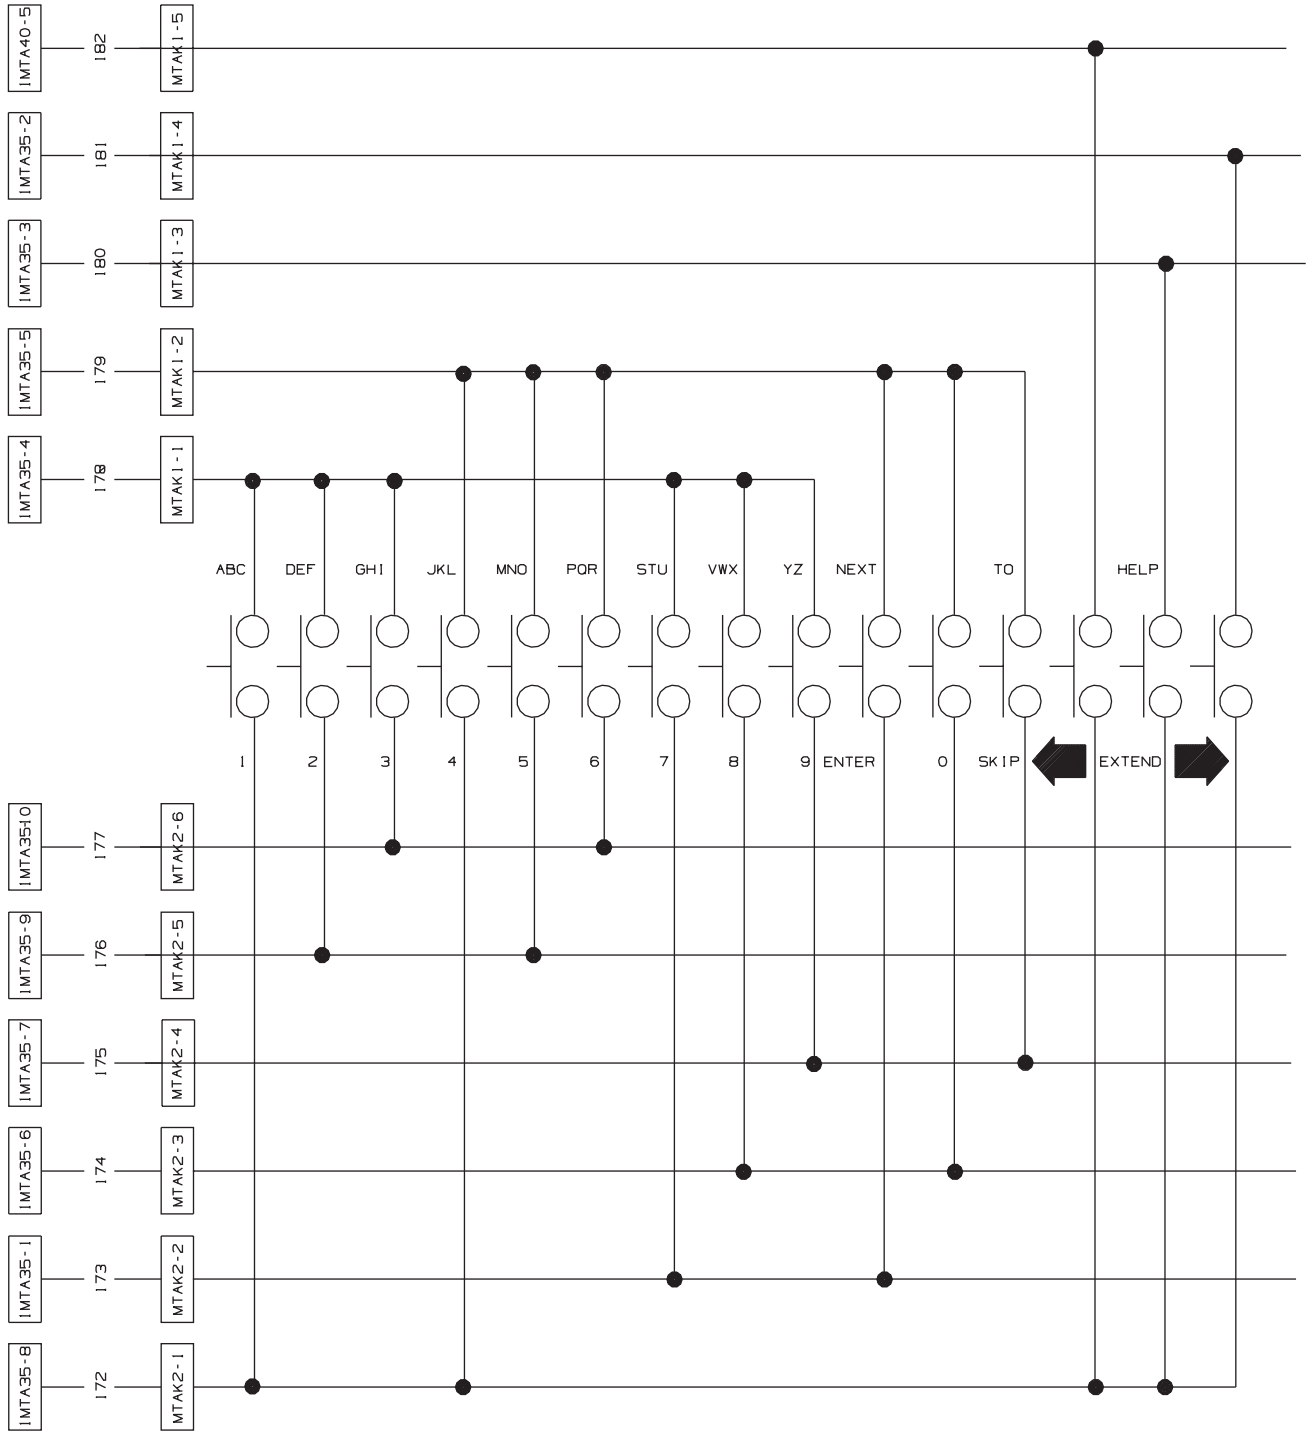 IMTA40-5 182 MTAK1-5
IMTA35-2 181 MTAK1-4
IMTA35-3 180 MTAK1-3
IMTA35-5 179 MTAK1-2
IMTA35-4 178 MTAK1-1
ABC DEF GHI JKL MNO PQR STU VWX YZ NEXT TO HELP
1 2 3 4 5 6 7 8 9 ENTER 0 SKIP EXTEND
IMTA3510 177 MTAK2-6
IMTA35-9 176 MTAK2-5
IMTA35-7 175 MTAK2-4
IMTA35-6 174 MTAK2-3
IMTA35-1 173 MTAK2-2
IMTA35-8 172 MTAK2-1